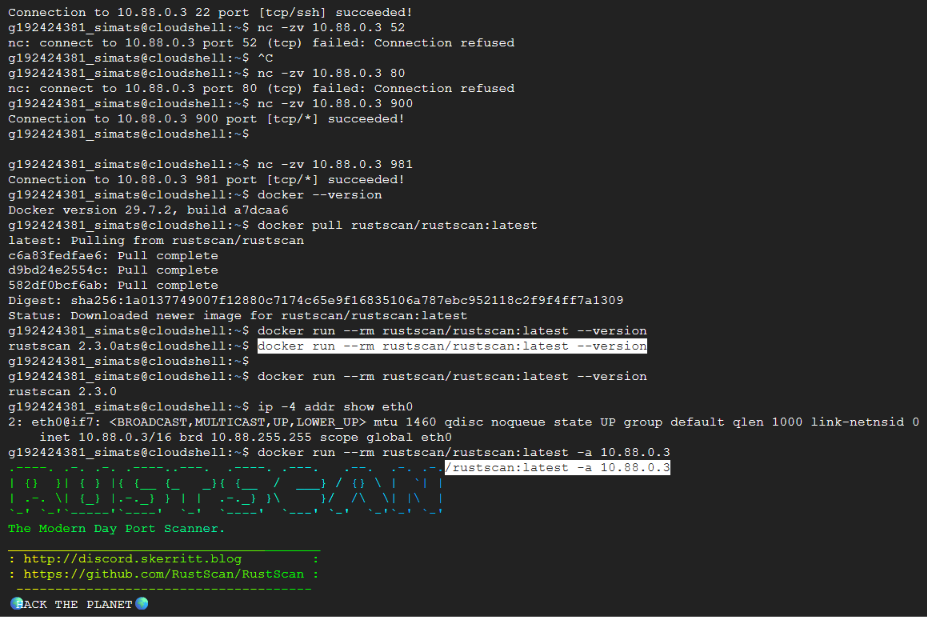 Connection to 10.88.0.3 22 port [tcp/ssh] succeeded!
g192424381_simats@cloudshell:~$ nc -zv 10.88.0.3 52
nc: connect to 10.88.0.3 port 52 (tcp) failed: Connection refused
g192424381_simats@cloudshell:~$ ^C
g192424381_simats@cloudshell:~$ nc -zv 10.88.0.3 80
nc: connect to 10.88.0.3 port 80 (tcp) failed: Connection refused
g192424381_simats@cloudshell:~$ nc -zv 10.88.0.3 900
Connection to 10.88.0.3 900 port [tcp/*] succeeded!
g192424381_simats@cloudshell:~$
g192424381_simats@cloudshell:~$ nc -zv 10.88.0.3 981
Connection to 10.88.0.3 981 port [tcp/*] succeeded!
g192424381_simats@cloudshell:~$ docker --version
Docker version 29.7.2, build a7dcaa6
g192424381_simats@cloudshell:~$ docker pull rustscan/rustscan:latest
latest: Pulling from rustscan/rustscan
c6a83fedfae6: Pull complete
d9bd24e2554c: Pull complete
582df0bcf6ab: Pull complete
Digest: sha256:1a0137749007f12880c7174c65e9f16835106a787ebc952118c2f9f4ff7a1309
Status: Downloaded newer image for rustscan/rustscan:latest
g192424381_simats@cloudshell:~$ docker run --rm rustscan/rustscan:latest --version
rustscan 2.3.0ats@cloudshell:~$ docker run --rm rustscan/rustscan:latest --version
g192424381_simats@cloudshell:~$
g192424381_simats@cloudshell:~$ docker run --rm rustscan/rustscan:latest --version
rustscan 2.3.0
g192424381_simats@cloudshell:~$ ip -4 addr show eth0
2: eth0@if7: <BROADCAST,MULTICAST,UP,LOWER_UP> mtu 1460 qdisc noqueue state UP group default qlen 1000 link-netnsid 0
inet 10.88.0.3/16 brd 10.88.255.255 scope global eth0
g192424381_simats@cloudshell:~$ docker run --rm rustscan/rustscan:latest -a 10.88.0.3
/rustscan:latest -a 10.88.0.3
The Modern Day Port Scanner.
: http://discord.skerritt.blog :
: https://github.com/RustScan/RustScan :
HACK THE PLANET